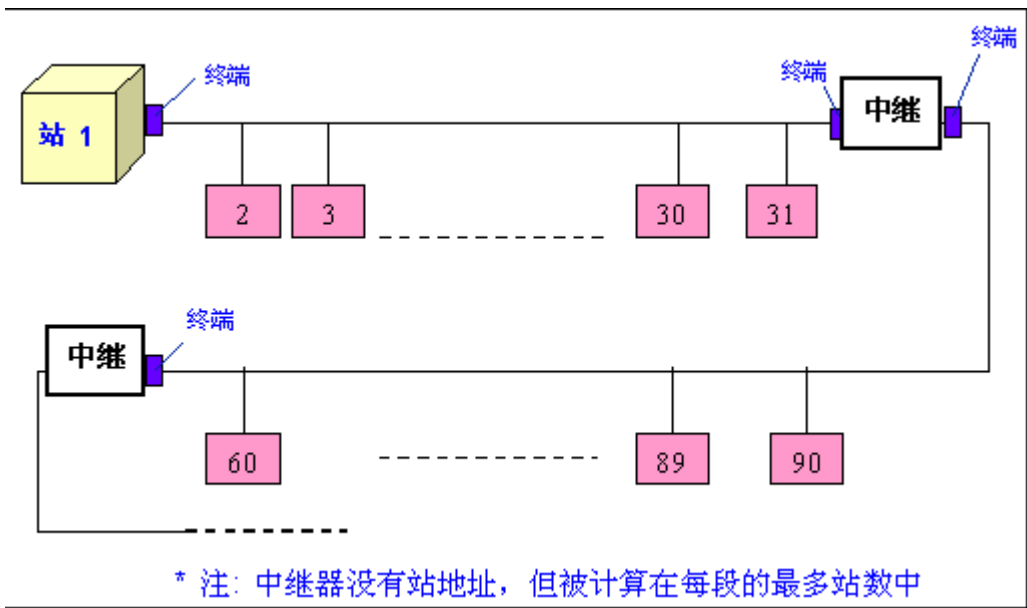 终端
终端
终端
站 1
中继
2
3
30
31
终端
中继
60
89
90
* 注: 中继器没有站地址，但被计算在每段的最多站数中